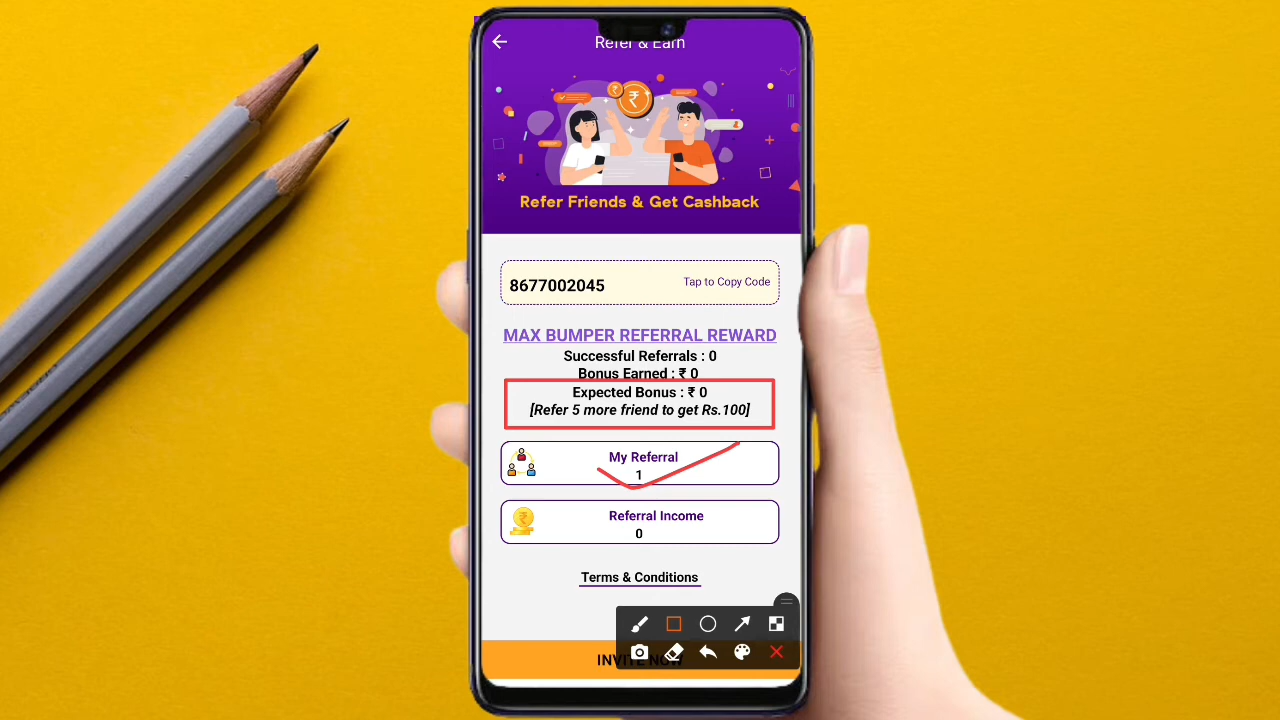 Refer & Earn
Refer Friends & Get Cashback
8677002045
Tap to Copy Code
MAX BUMPER REFERRAL REWARD
Successful Referrals : 0
Bonus Earned : ₹ 0
Expected Bonus : ₹ 0
[Refer 5 more friend to get Rs.100]
My Referral
1
Referral Income
0
Terms & Conditions
INVITE NOW